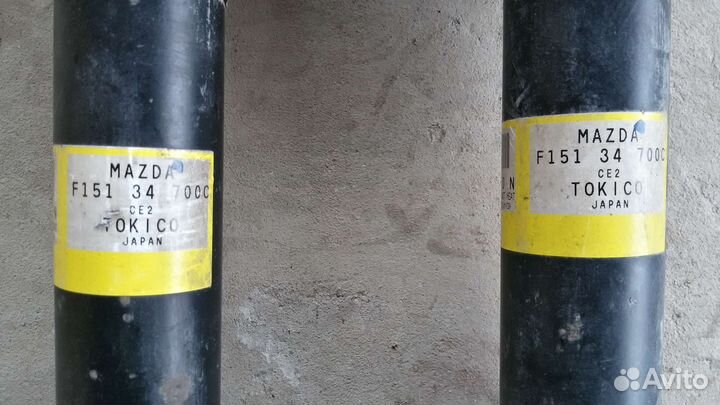 MAZDA
F151 34 700C
CE2
TOKICO
JAPAN
MAZDA
F151 34 700C
CE2
TOKICO
JAPAN
Avito